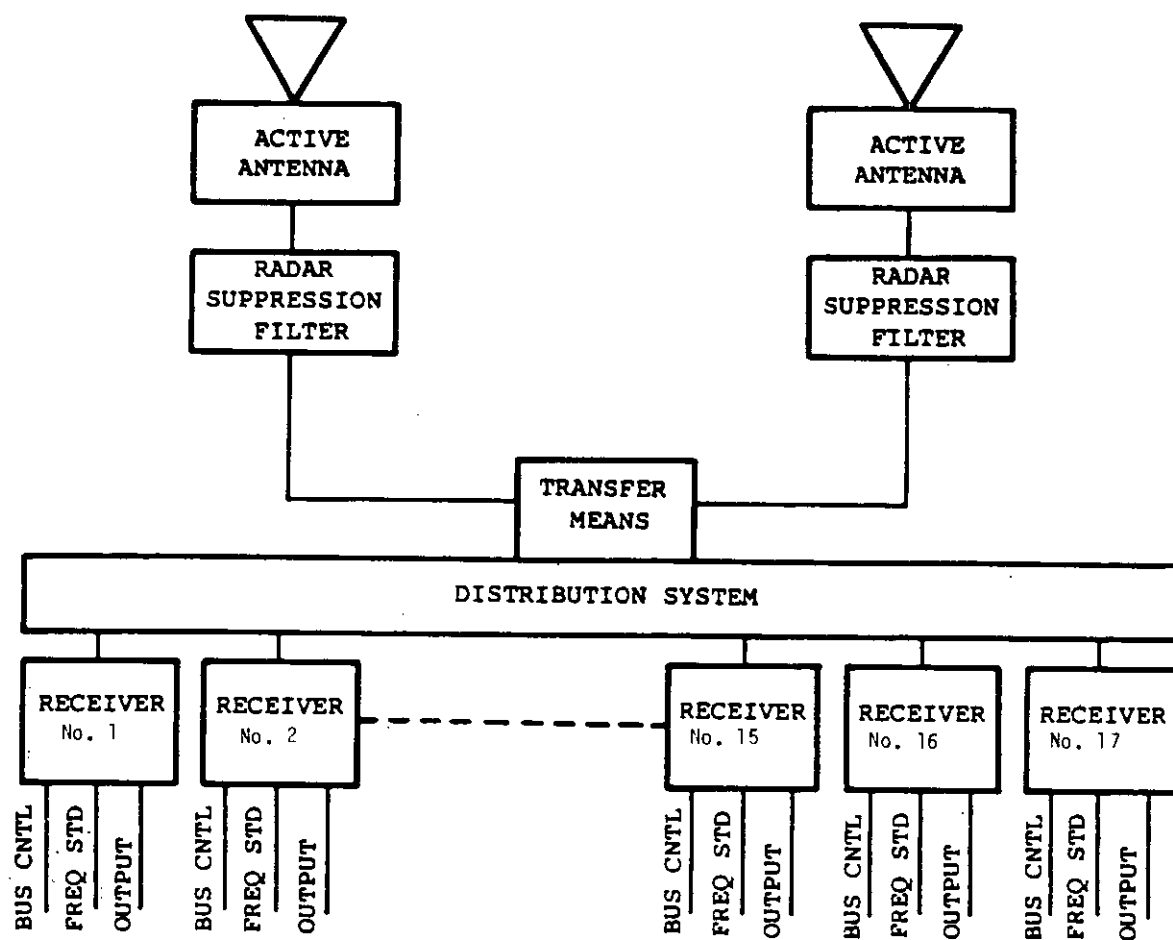 ACTIVE
ANTENNA
ACTIVE
ANTENNA
RADAR
SUPPRESSION
FILTER
RADAR
SUPPRESSION
FILTER
TRANSFER
MEANS
DISTRIBUTION SYSTEM
RECEIVER
No. 1
RECEIVER
No. 2
RECEIVER
No. 15
RECEIVER
No. 16
RECEIVER
No. 17
BUS CNTL
FREQ STD
OUTPUT
BUS CNTL
FREQ STD
OUTPUT
BUS CNTL
FREQ STD
OUTPUT
BUS CNTL
FREQ STD
OUTPUT
BUS CNTL
FREQ STD
OUTPUT